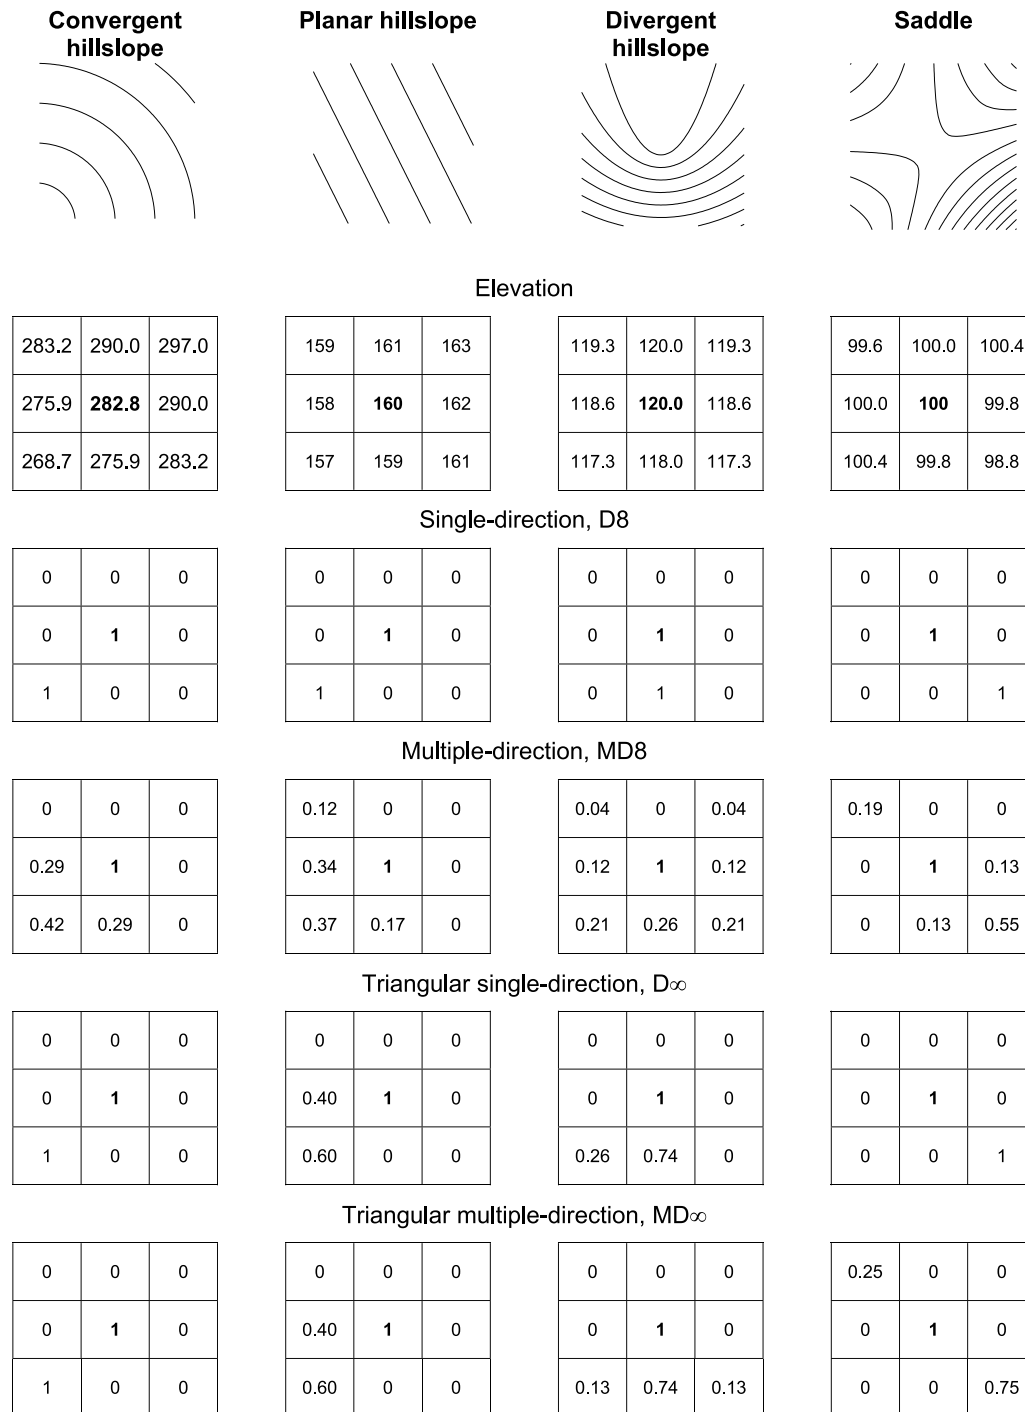 Convergent hillslope Planar hillslope Divergent hillslope Saddle
Elevation
283.2 290.0 297.0 159 161 163 119.3 120.0 119.3 99.6 100.0 100.4
275.9 282.8 290.0 158 160 162 118.6 120.0 118.6 100.0 100 99.8
268.7 275.9 283.2 157 159 161 117.3 118.0 117.3 100.4 99.8 98.8
Single-direction, D8
0 0 0 0 0 0 0 0 0 0 0 0
0 1 0 0 1 0 0 1 0 0 1 0
1 0 0 1 0 0 0 1 0 0 0 1
Multiple-direction, MD8
0 0 0 0.12 0 0 0.04 0 0.04 0.19 0 0
0.29 1 0 0.34 1 0 0.12 1 0.12 0 1 0.13
0.42 0.29 0 0.37 0.17 0 0.21 0.26 0.21 0 0.13 0.55
Triangular single-direction, D∞
0 0 0 0 0 0 0 0 0 0 0 0
0 1 0 0.40 1 0 0 1 0 0 1 0
1 0 0 0.60 0 0 0.26 0.74 0 0 0 1
Triangular multiple-direction, MD∞
0 0 0 0 0 0 0 0 0 0.25 0 0
0 1 0 0.40 1 0 0 1 0 0 1 0
1 0 0 0.60 0 0 0.13 0.74 0.13 0 0 0.75